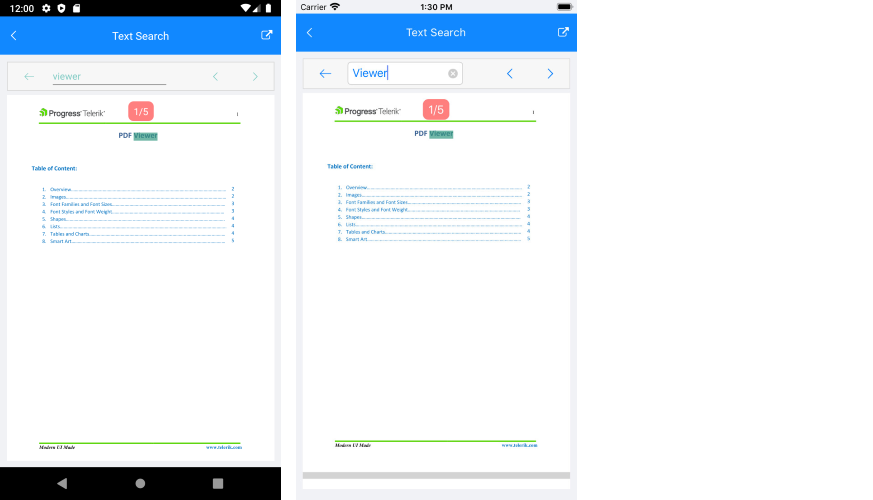 12:00
Text Search
viewer
Progress Telerik 1/5 1
PDF Viewer
Table of Content:
1. Overview 2
2. Images 2
3. Font Families and Font Sizes 3
4. Font Styles and Font Weight 3
5. Shapes 4
6. Lists 4
7. Tables and Charts 4
8. Smart Art 5
Modern UI Made www.telerik.com
Carrier 1:30 PM
Text Search
Viewer
Progress Telerik 1/5 1
PDF Viewer
Table of Content:
1. Overview 2
2. Images 2
3. Font Families and Font Sizes 3
4. Font Styles and Font Weight 3
5. Shapes 4
6. Lists 4
7. Tables and Charts 4
8. Smart Art 5
Modern UI Made www.telerik.com